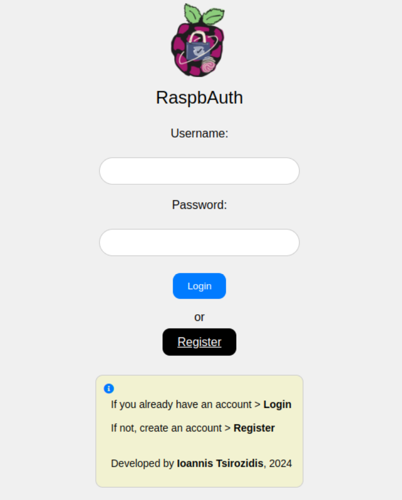 RaspbAuth
Username:
Password:
Login
or
Register
If you already have an account > Login
If not, create an account > Register
Developed by Ioannis Tsirozidis, 2024